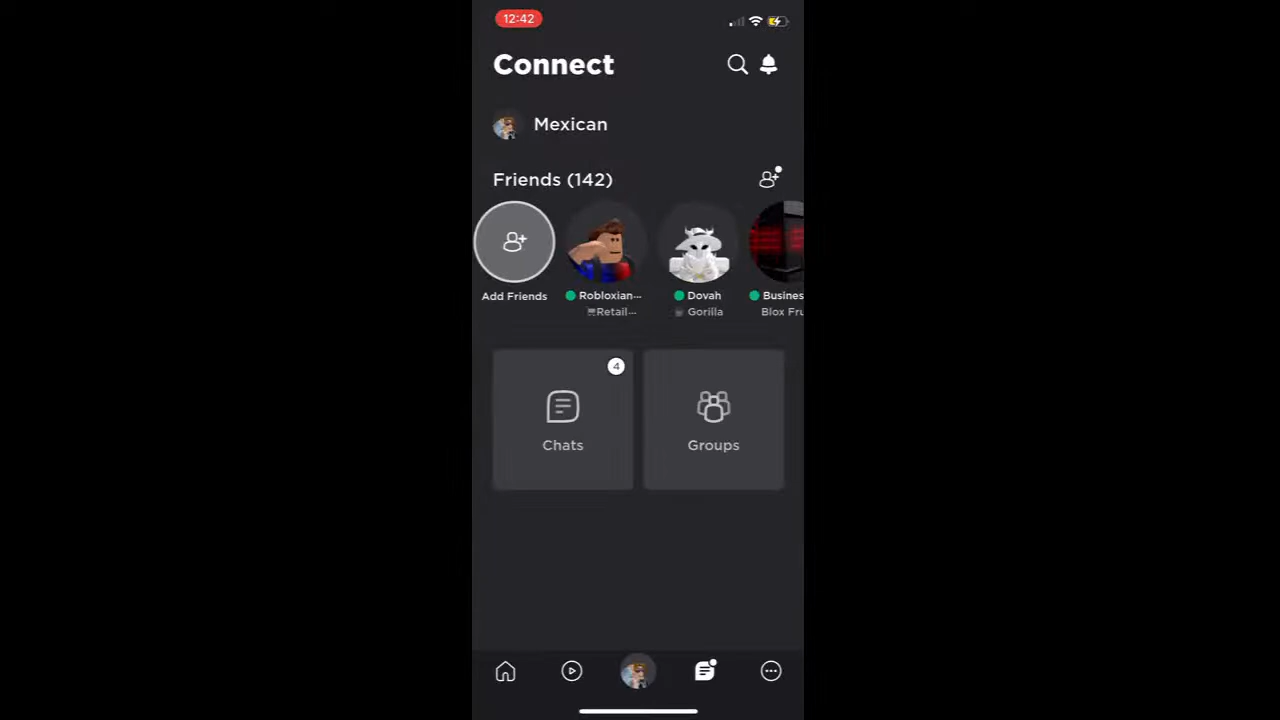 12:42
Connect
Mexican
Friends (142)
Add Friends
Robloxian...
Dovah
Busines
Retail...
Gorilla
Blox Fru
4
Chats
Groups